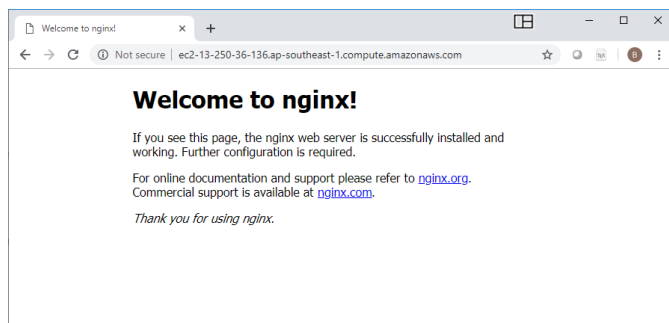 Welcome to nginx!
Not secure | ec2-13-250-36-136.ap-southeast-1.compute.amazonaws.com
B
Welcome to nginx!
If you see this page, the nginx web server is successfully installed and
working. Further configuration is required.
For online documentation and support please refer to nginx.org.
Commercial support is available at nginx.com.
Thank you for using nginx.